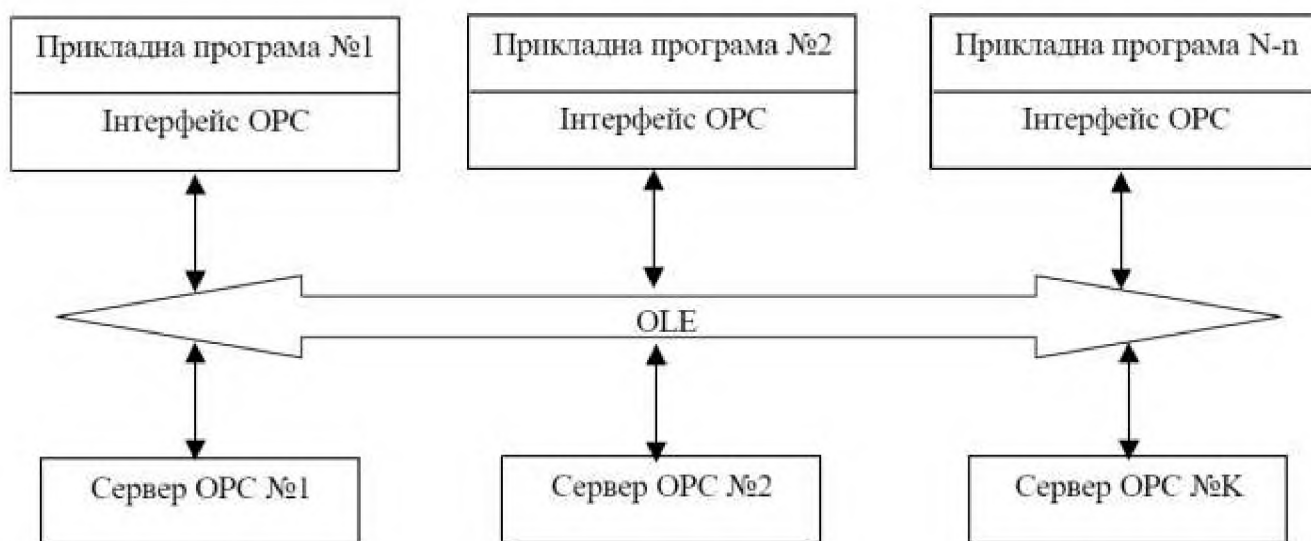 Прикладна програма №1
Прикладна програма №2
Прикладна програма N-n
Інтерфейс OPC
Інтерфейс OPC
Інтерфейс OPC
OLE
Сервер OPC №1
Сервер OPC №2
Сервер OPC №K